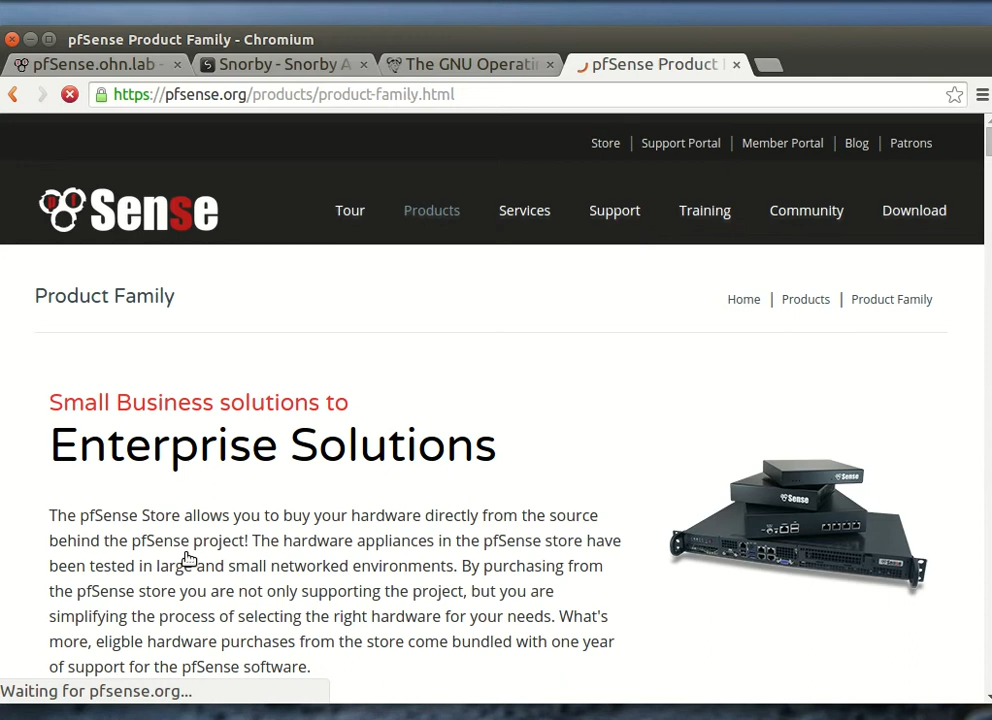 pfSense Product Family - Chromium
pfSense.ohn.lab -
Snorby - Snorby A
The GNU Operati
pfSense Product
https://pfsense.org/products/product-family.html
Store | Support Portal | Member Portal | Blog | Patrons
pf Sense
Tour Products Services Support Training Community Download
Product Family
Home | Products | Product Family
Small Business solutions to
Enterprise Solutions
The pfSense Store allows you to buy your hardware directly from the source
behind the pfSense project! The hardware appliances in the pfSense store have
been tested in large and small networked environments. By purchasing from
the pfSense store you are not only supporting the project, but you are
simplifying the process of selecting the right hardware for your needs. What's
more, eligble hardware purchases from the store come bundled with one year
of support for the pfSense software.
Sense
Sense
Sense
Sense
Waiting for pfsense.org...